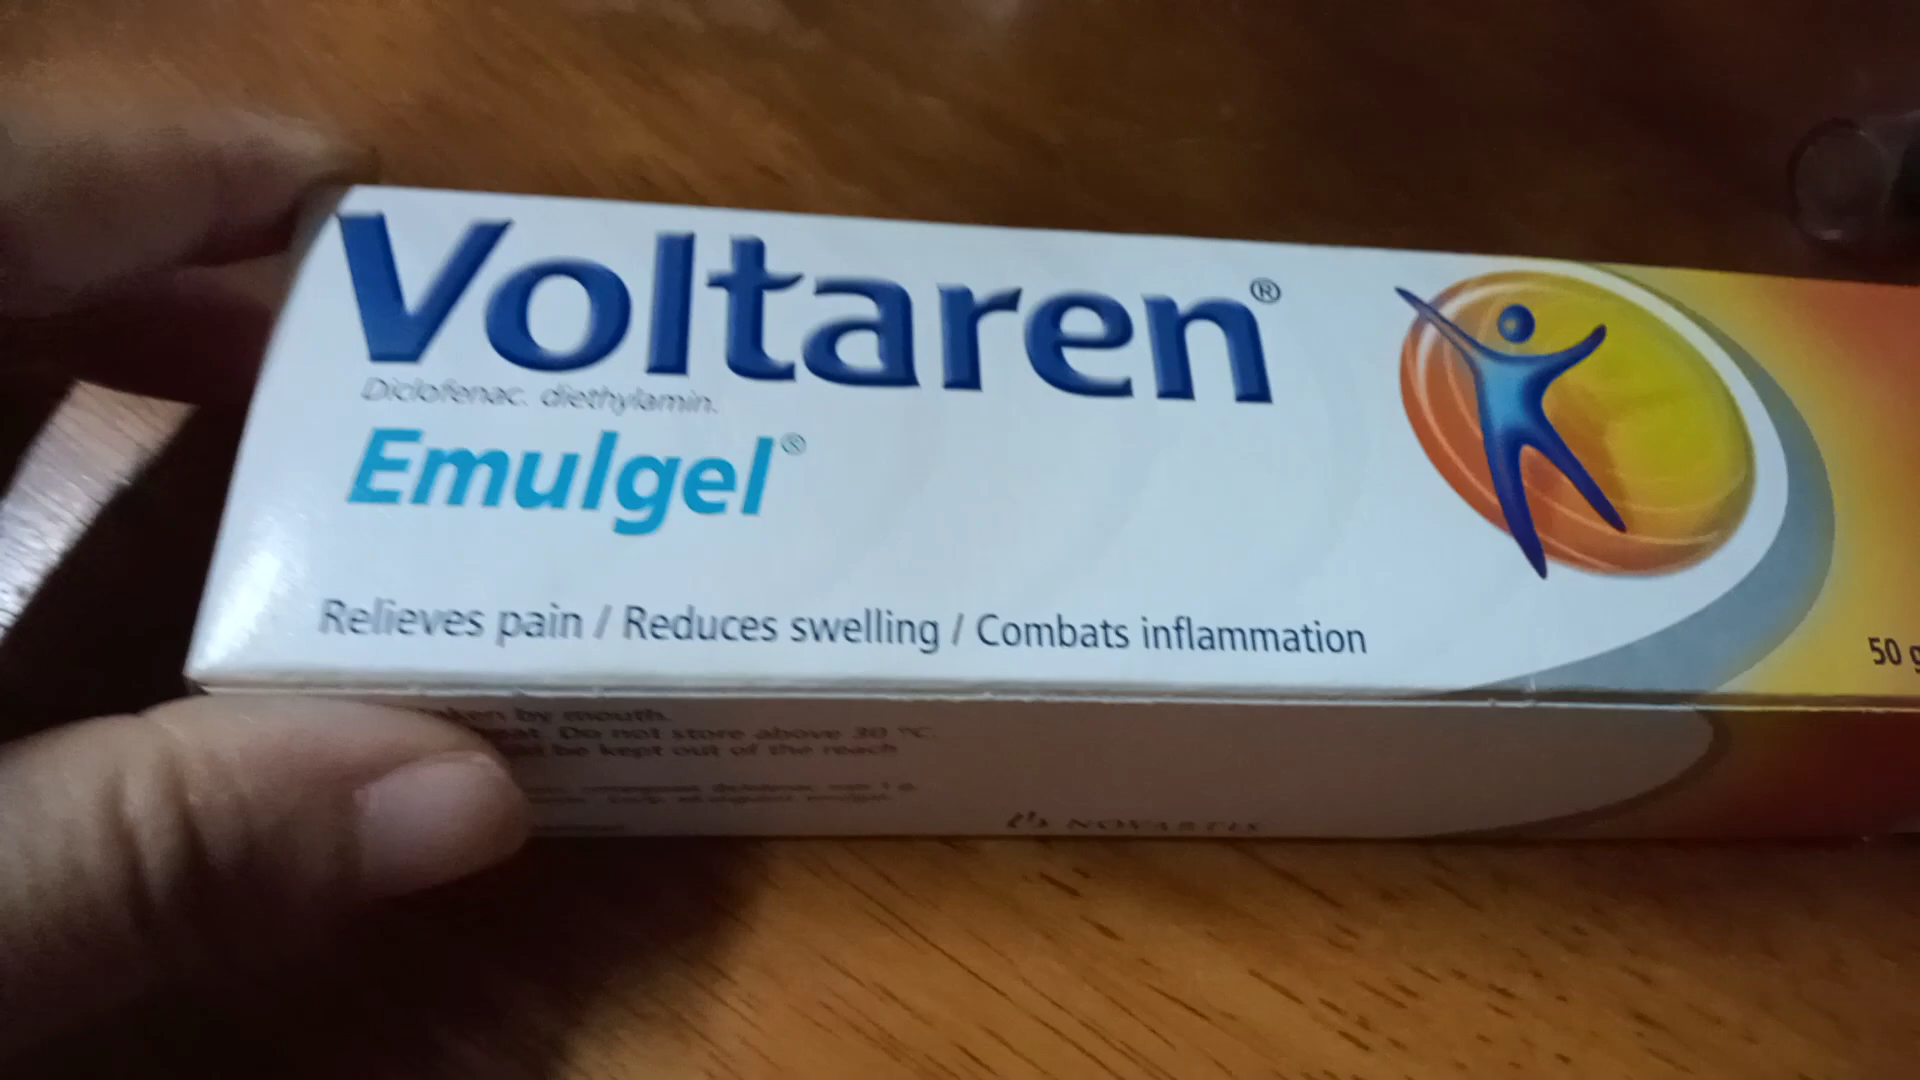 Voltaren®
Diclofenac. diethylamin.
Emulgel®
Relieves pain / Reduces swelling / Combats inflammation
50 g
by mouth.
Do not store above 30 °C.
be kept out of the reach
NOVARTIS